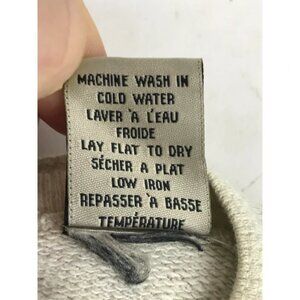 MACHINE WASH IN
COLD WATER
LAVER À L'EAU
FROIDE
LAY FLAT TO DRY
SÉCHER A PLAT
LOW IRON
REPASSER À BASSE
TEMPÉRATURE